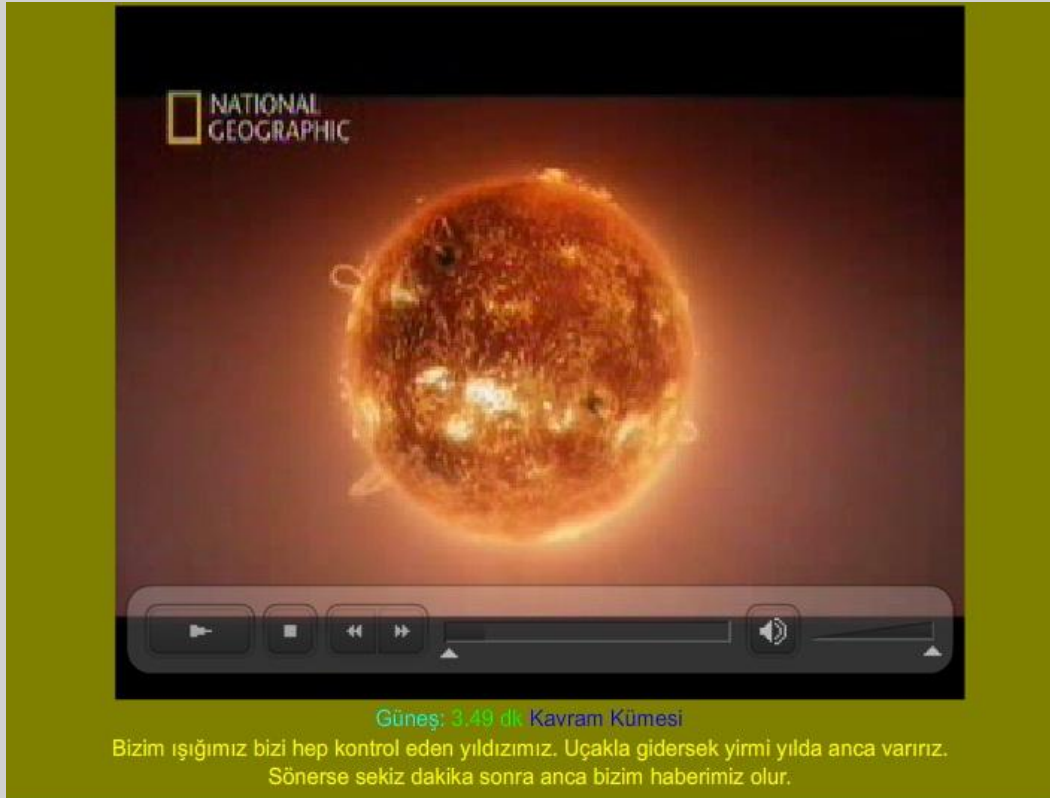 NATIONAL
GEOGRAPHIC
Güneş: 3.49 dk Kavram Kümesi
Bizim ışığımız bizi hep kontrol eden yıldızımız. Uçakla gidersek yirmi yılda anca varırız.
Sönerse sekiz dakika sonra anca bizim haberimiz olur.